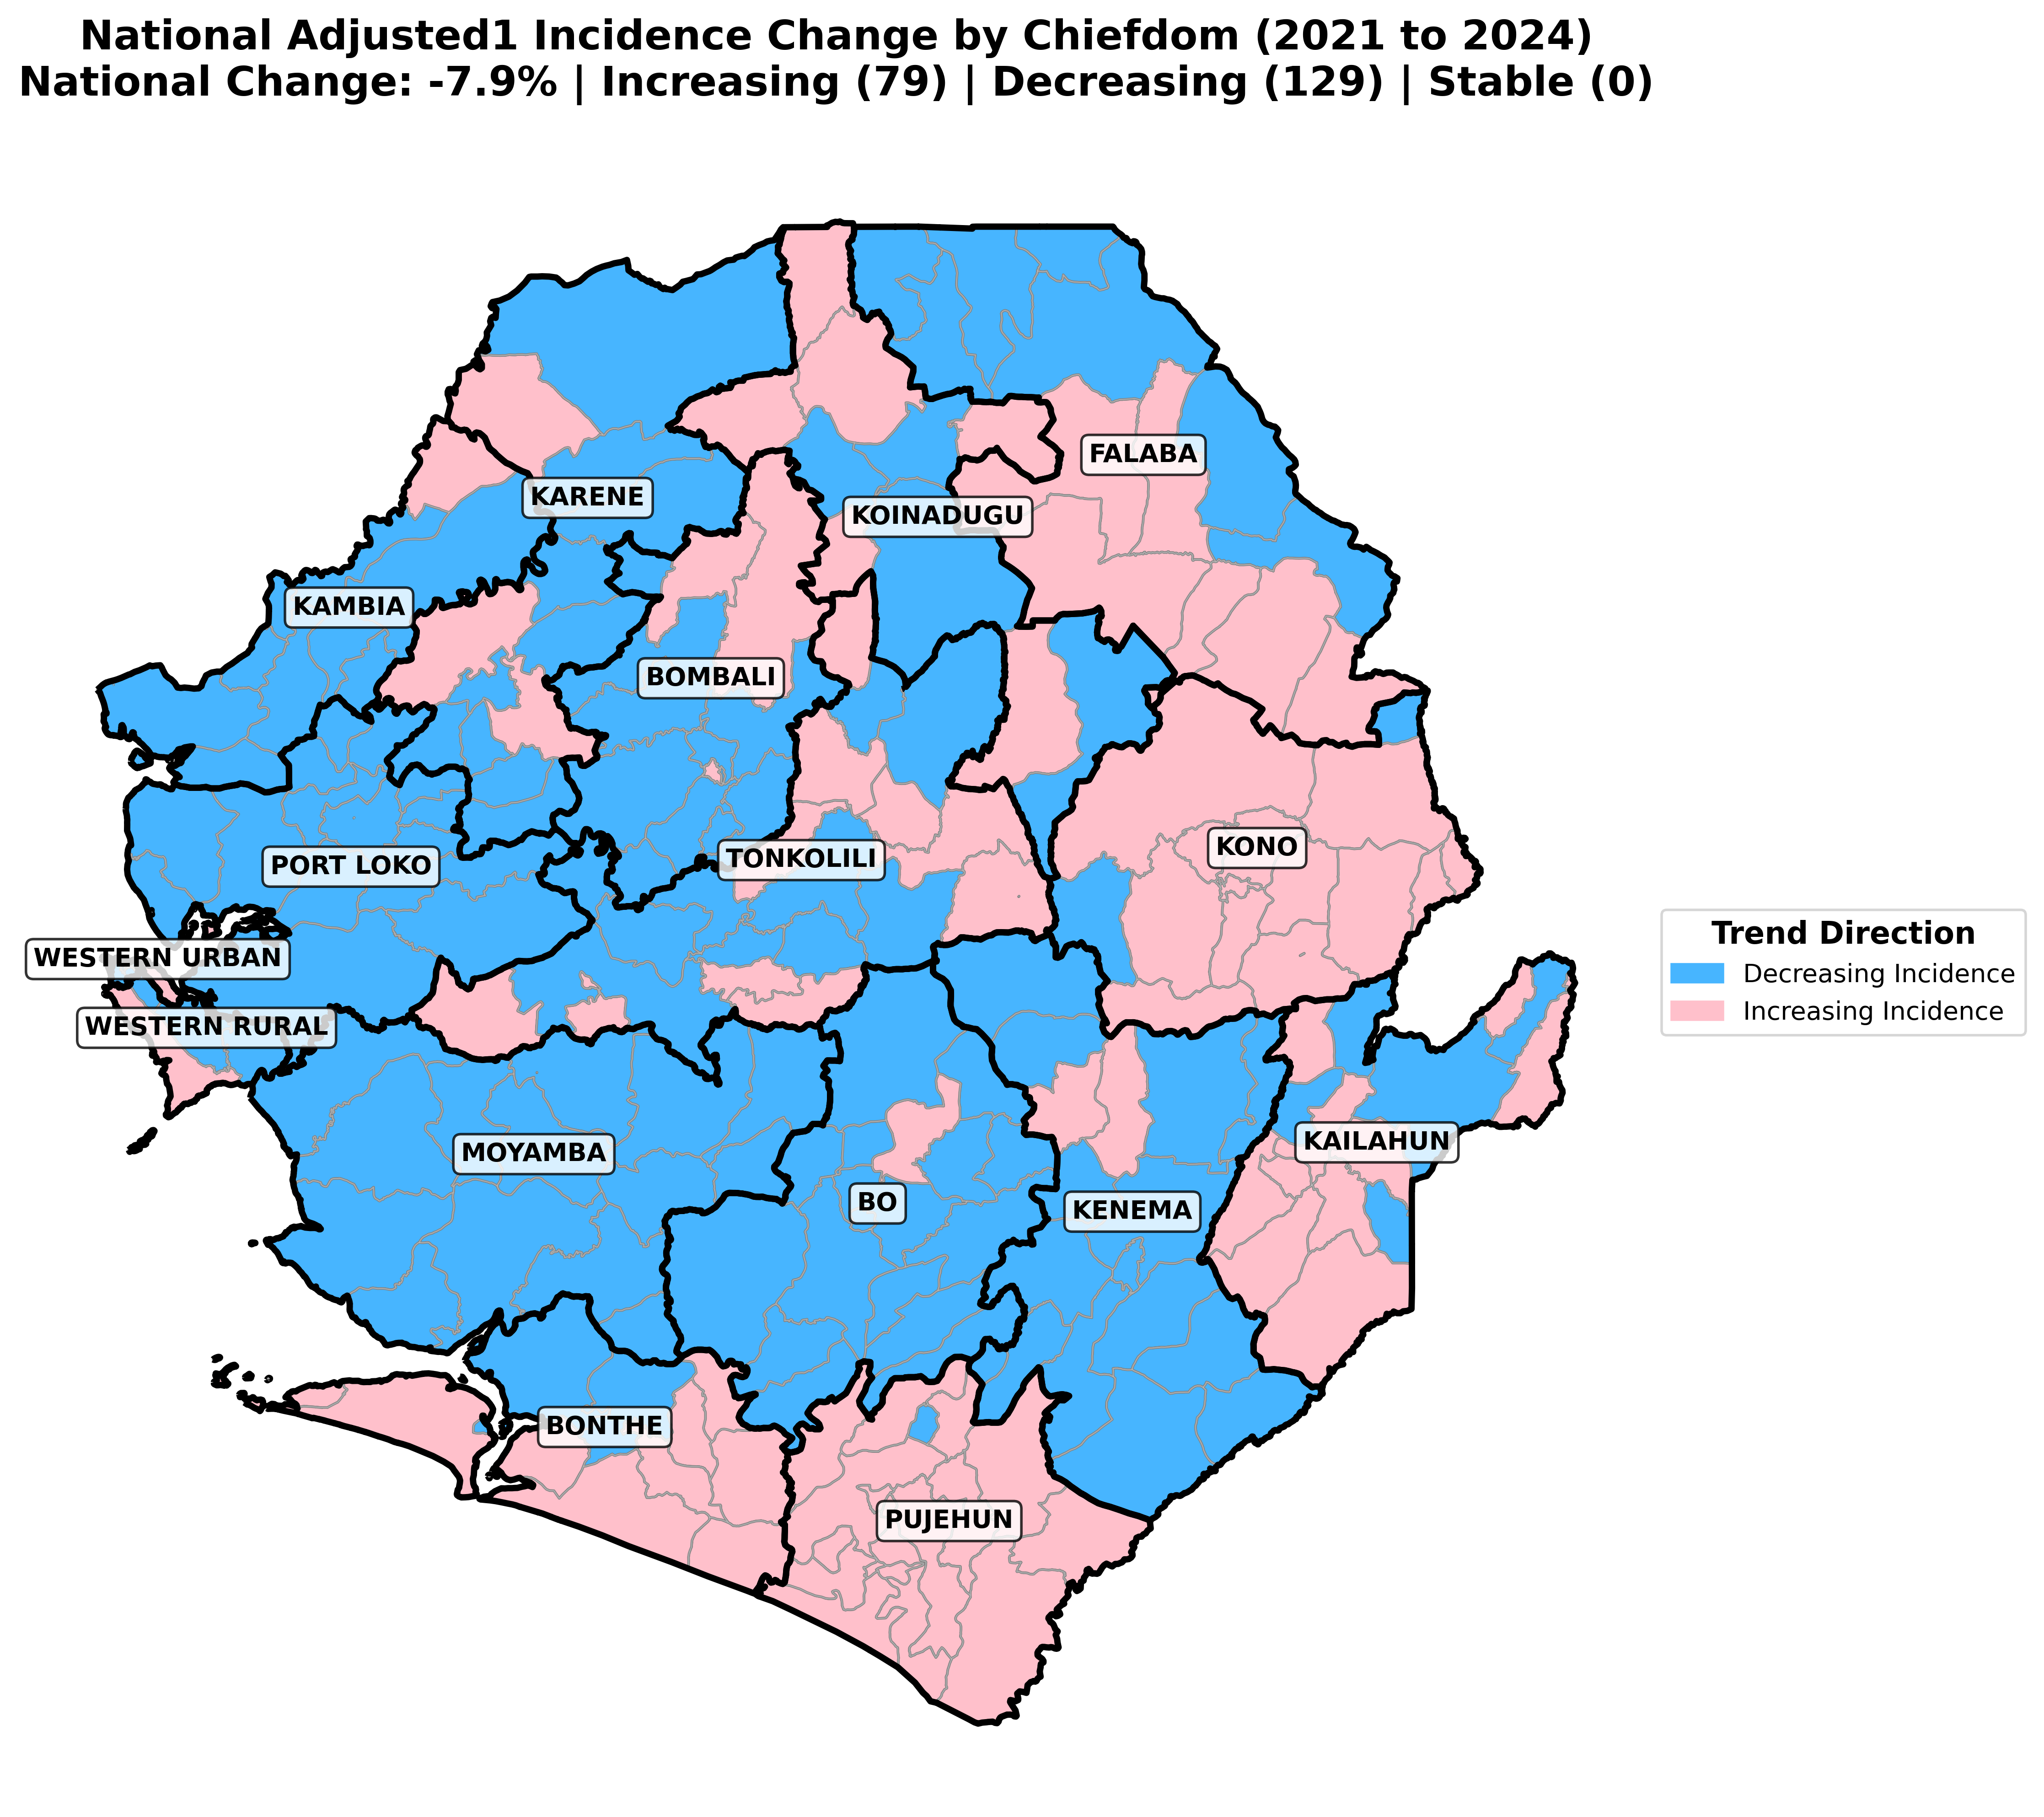 National Adjusted1 Incidence Change by Chiefdom (2021 to 2024)
National Change: -7.9% | Increasing (79) | Decreasing (129) | Stable (0)
FALABA
KARENE
KOINADUGU
KAMBIA
BOMBALI
KONO
TONKOLILI
PORT LOKO
Trend Direction
Decreasing Incidence
Increasing Incidence
WESTERN URBAN
WESTERN RURAL
KAILAHUN
MOYAMBA
BO
KENEMA
BONTHE
PUJEHUN